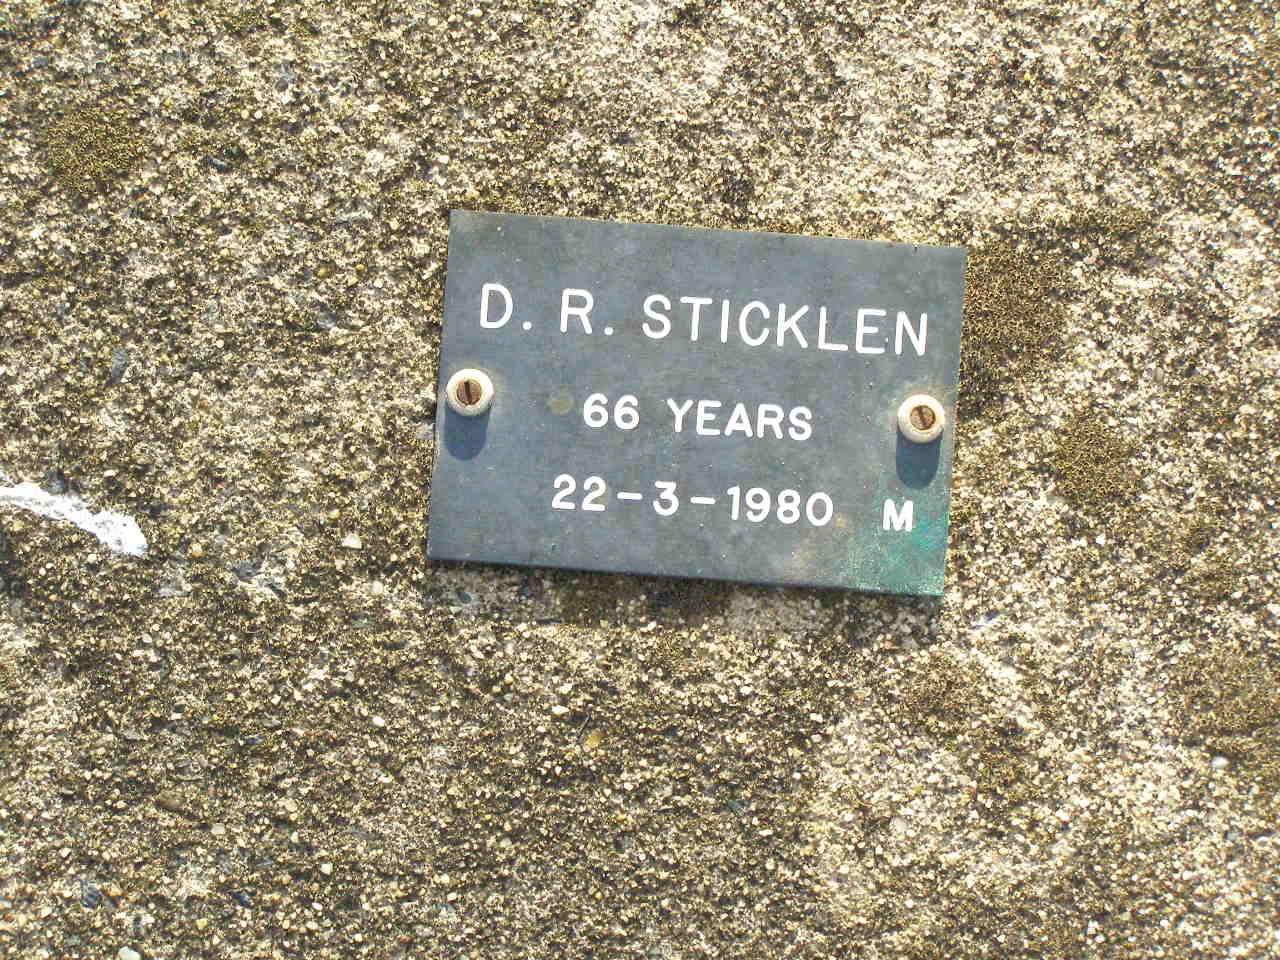 D. R. STICKLEN
66 YEARS
22-3-1980 M